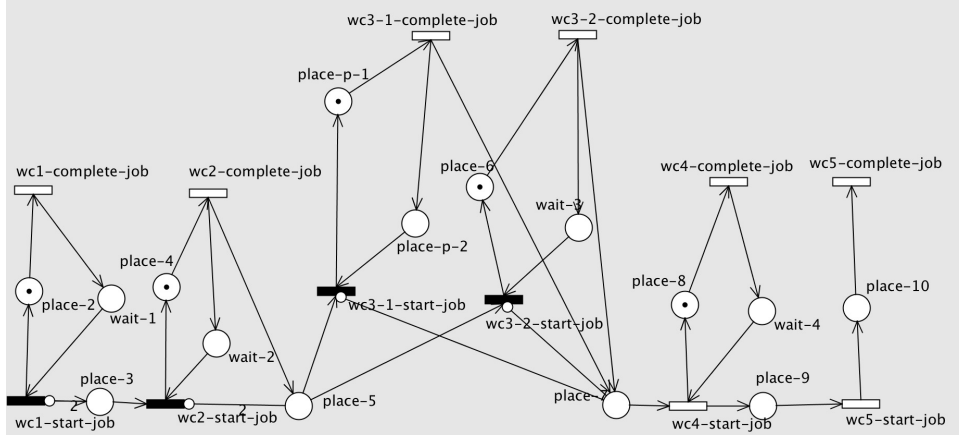 wc3-1-complete-job
wc3-2-complete-job
place-p-1
wc1-complete-job
wc2-complete-job
place-6
wc4-complete-job
wc5-complete-job
wait-3
place-p-2
place-4
place-8
place-10
place-2
wait-1
wc3-1-start-job
wc3-2-start-job
wait-4
wait-2
place-3
place-9
place-5
place-
2
2
wc1-start-job
wc2-start-job
wc4-start-job
wc5-start-job